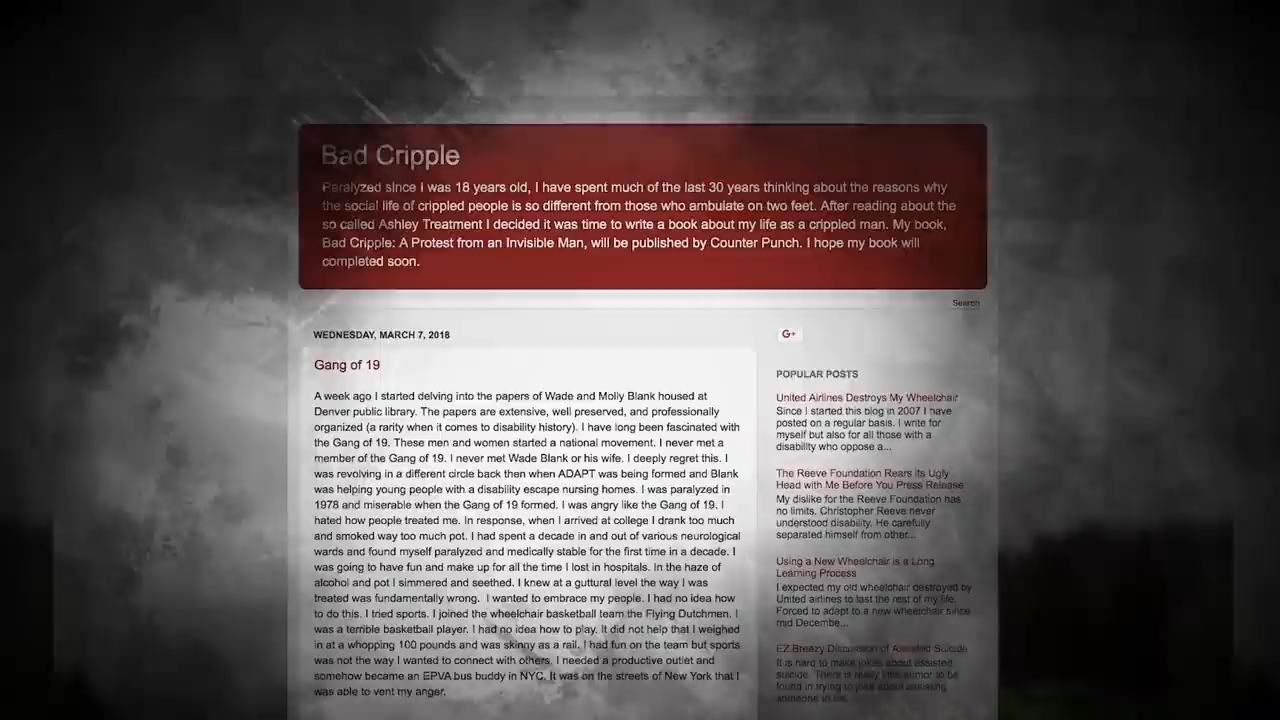 Bad Cripple
Paralyzed since I was 18 years old, I have spent much of the last 30 years thinking about the reasons why
the social life of crippled people is so different from those who ambulate on two feet. After reading about the
so called Ashley Treatment I decided it was time to write a book about my life as a crippled man. My book,
Bad Cripple: A Protest from an Invisible Man, will be published by Counter Punch. I hope my book will
completed soon.
Search
WEDNESDAY, MARCH 7, 2018
Gang of 19
A week ago I started delving into the papers of Wade and Molly Blank housed at
Denver public library. The papers are extensive, well preserved, and professionally
organized (a rarity when it comes to disability history). I have long been fascinated with
the Gang of 19. These men and women started a national movement. I never met a
member of the Gang of 19. I never met Wade Blank or his wife. I deeply regret this. I
was revolving in a different circle back then when ADAPT was being formed and Blank
was helping young people with a disability escape nursing homes. I was paralyzed in
1978 and miserable when the Gang of 19 formed. I was angry like the Gang of 19. I
hated how people treated me. In response, when I arrived at college I drank too much
and smoked way too much pot. I had spent a decade in and out of various neurological
wards and found myself paralyzed and medically stable for the first time in a decade. I
was going to have fun and make up for all the time I lost in hospitals. In the haze of
alcohol and pot I simmered and seethed. I knew at a guttural level the way I was
treated was fundamentally wrong. I wanted to embrace my people. I had no idea how
to do this. I tried sports. I joined the wheelchair basketball team the Flying Dutchmen. I
was a terrible basketball player. I had no idea how to play. It did not help that I weighed
in at a whopping 100 pounds and was skinny as a rail. I had fun on the team but sports
was not the way I wanted to connect with others. I needed a productive outlet and
somehow became an EPVA bus buddy in NYC. It was on the streets of New York that I
was able to vent my anger.
G+
POPULAR POSTS
United Airlines Destroys My Wheelchair
Since I started this blog in 2007 I have
posted on a regular basis. I write for
myself but also for all those with a
disability who oppose a...
The Reeve Foundation Rears Its Ugly
Head with Me Before You Press Release
My dislike for the Reeve Foundation has
no limits. Christopher Reeve never
understood disability. He carefully
separated himself from other...
Using a New Wheelchair is a Long
Learning Process
I expected my old wheelchair destroyed by
United airlines to last the rest of my life.
Forced to adapt to a new wheelchair since
mid Decembe...
EZ Breezy Discussion of Assisted Suicide
It is hard to make jokes about assisted
suicide. There is really little humor to be
found in trying to joke about assisting
someone to die.